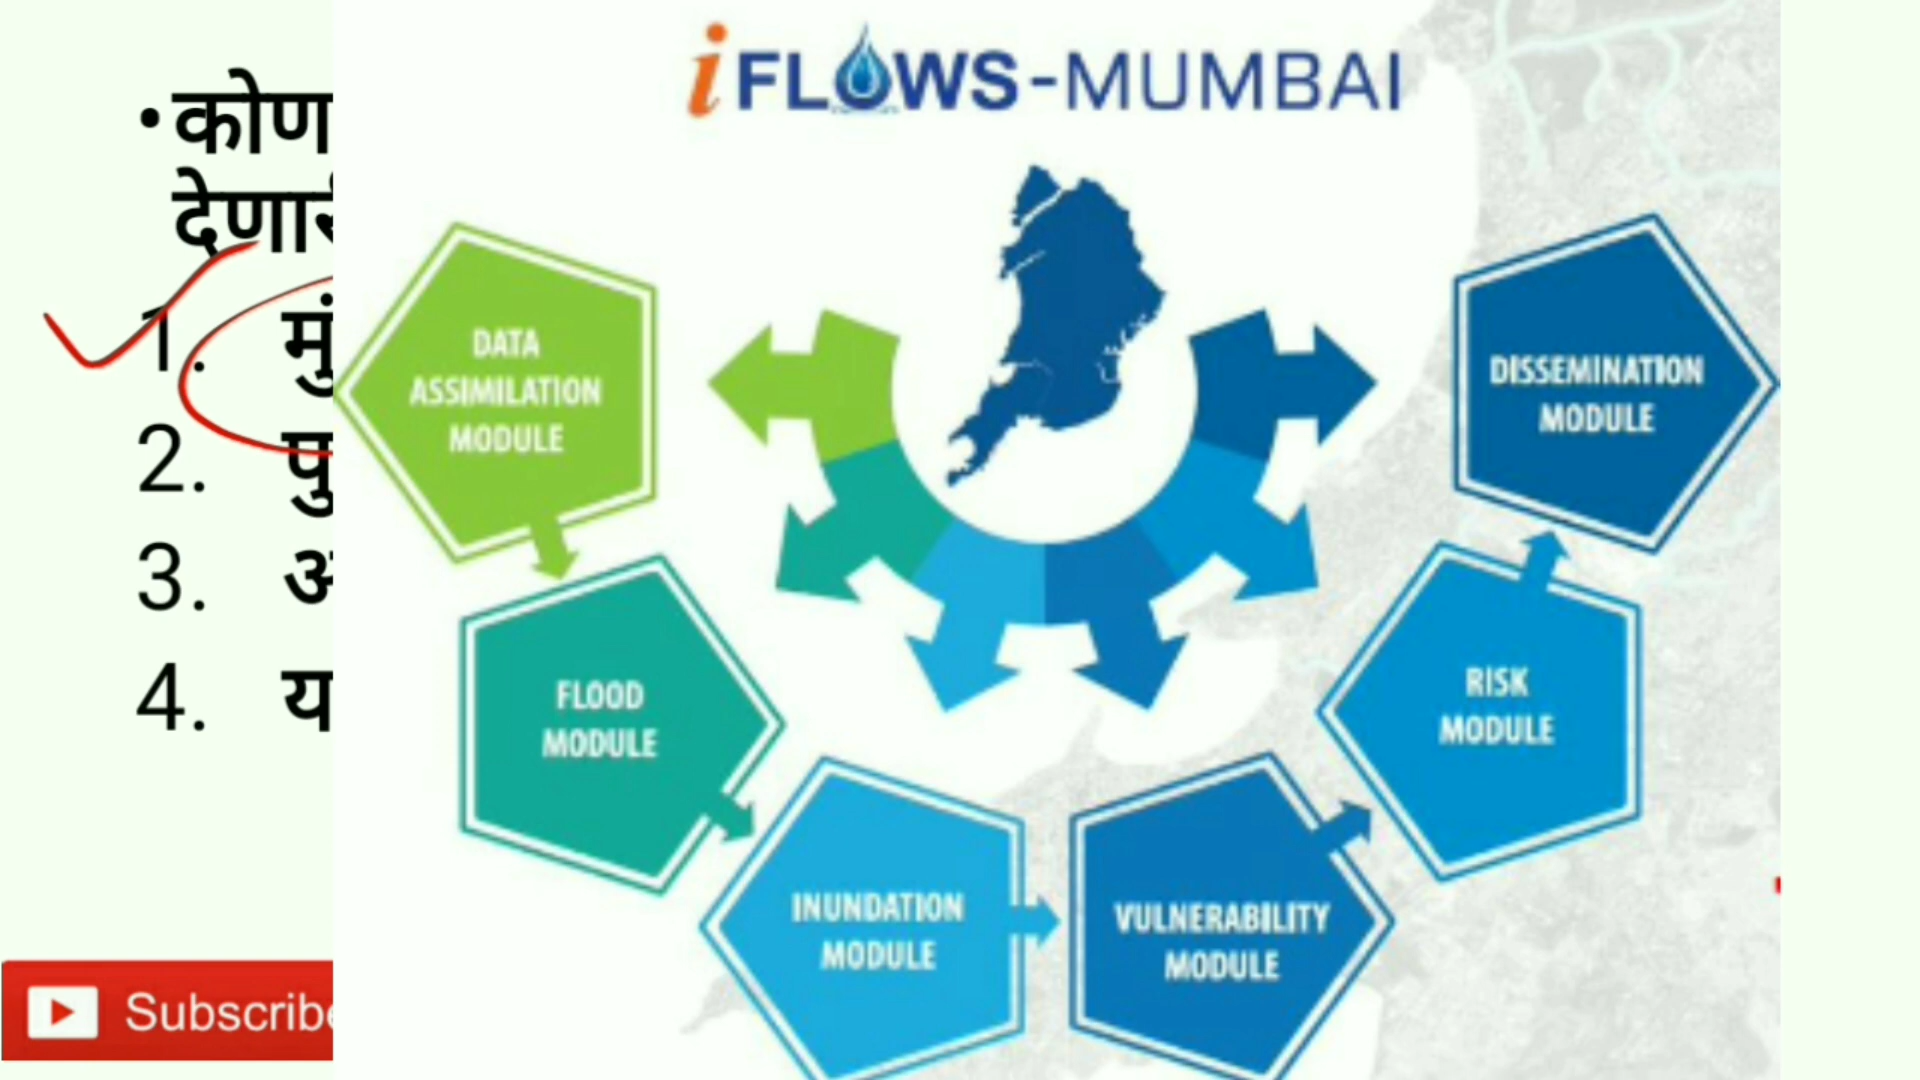 iFLOWS-MUMBAI
• कोण
1.
2.
3.
4.
DATA
ASSIMILATION
MODULE
FLOOD
MODULE
INUNDATION
MODULE
VULNERABILITY
MODULE
RISK
MODULE
DISSEMINATION
MODULE
Subscribe